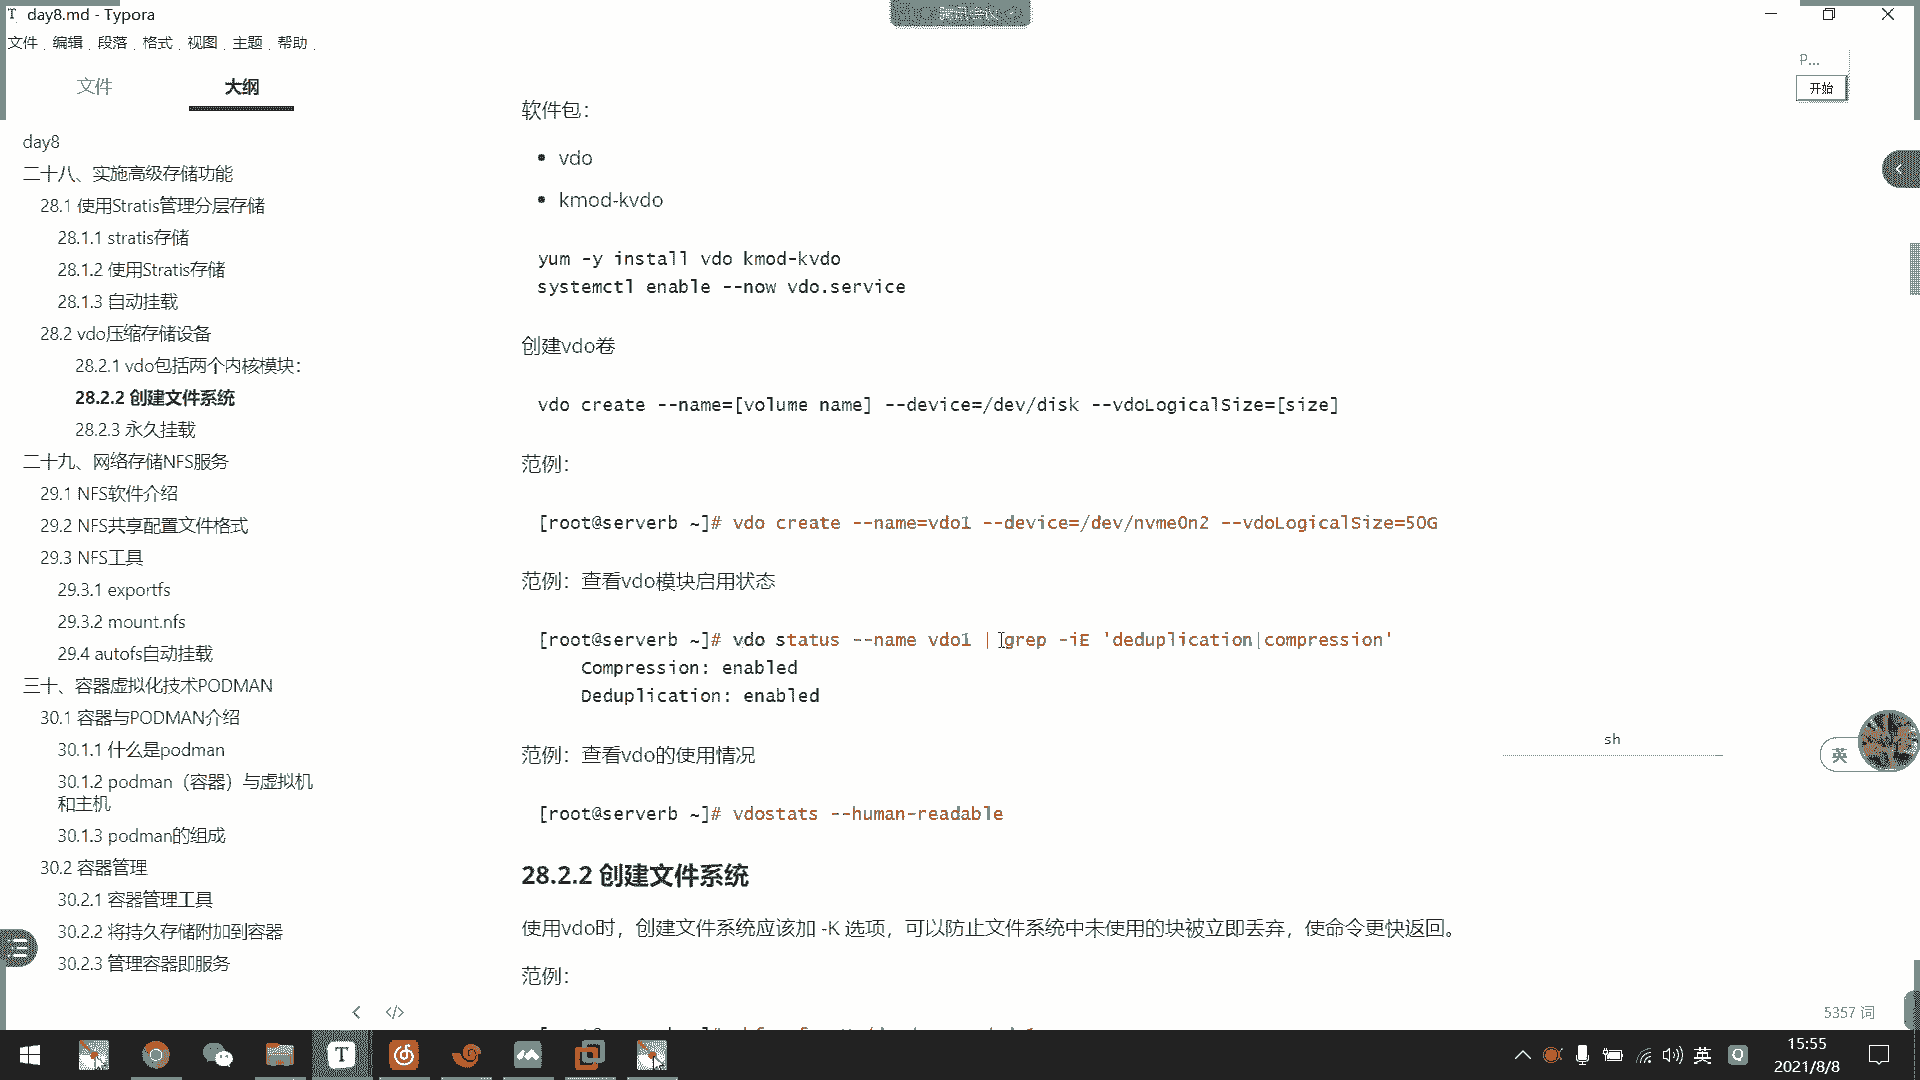 day8.md - Typora
腾讯会议
文件 编辑 段落 格式 视图 主题 帮助
文件 大纲
P...
开始
day8
二十八、实施高级存储功能
28.1 使用Stratis管理分层存储
28.1.1 stratis存储
28.1.2 使用Stratis存储
28.1.3 自动挂载
28.2 vdo压缩存储设备
28.2.1 vdo包括两个内核模块：
28.2.2 创建文件系统
28.2.3 永久挂载
二十九、网络存储NFS服务
29.1 NFS软件介绍
29.2 NFS共享配置文件格式
29.3 NFS工具
29.3.1 exportfs
29.3.2 mount.nfs
29.4 autofs自动挂载
三十、容器虚拟化技术PODMAN
30.1 容器与PODMAN介绍
30.1.1 什么是podman
30.1.2 podman（容器）与虚拟机
和主机
30.1.3 podman的组成
30.2 容器管理
30.2.1 容器管理工具
30.2.2 将持久存储附加到容器
30.2.3 管理容器即服务
软件包：
• vdo
• kmod-kvdo
yum -y install vdo kmod-kvdo
systemctl enable --now vdo.service
创建vdo卷
vdo create --name=[volume name] --device=/dev/disk --vdoLogicalSize=[size]
范例：
[root@serverb ~]# vdo create --name=vdo1 --device=/dev/nvme0n2 --vdoLogicalSize=50G
范例：查看vdo模块启用状态
[root@serverb ~]# vdo status --name vdo1 | grep -iE 'deduplication|compression'
Compression: enabled
Deduplication: enabled
范例：查看vdo的使用情况
sh
[root@serverb ~]# vdostats --human-readable
28.2.2 创建文件系统
使用vdo时，创建文件系统应该加 -K 选项，可以防止文件系统中未使用的块被立即丢弃，使命令更快返回。
范例：
英
</>
5357 词
英
15:55
2021/8/8